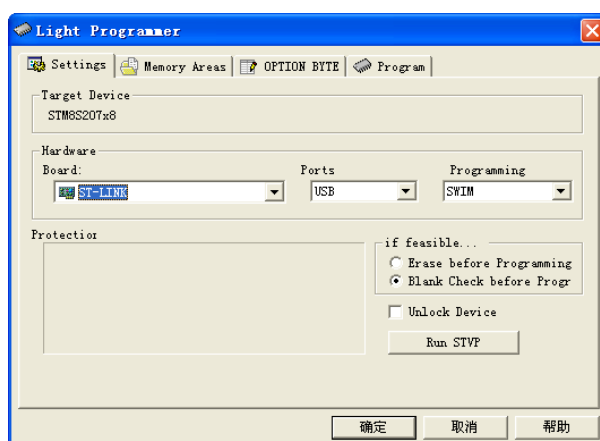 Light Programmer
Settings Memory Areas OPTION BYTE Program
Target Device
STM8S207x8
Hardware
Board: Ports Programming
ST-LINK USB SWIM
Protection
if feasible...
Erase before Programming
Blank Check before Progr
Unlock Device
Run STVP
确定 取消 帮助